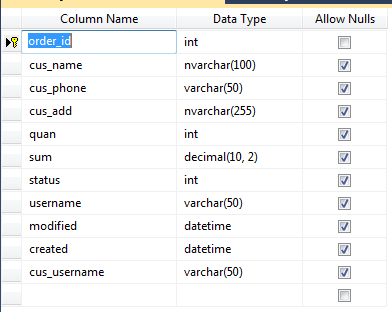 Column Name Data Type Allow Nulls
order_id int
cus_name nvarchar(100)
cus_phone varchar(50)
cus_add nvarchar(255)
quan int
sum decimal(10, 2)
status int
username varchar(50)
modified datetime
created datetime
cus_username varchar(50)